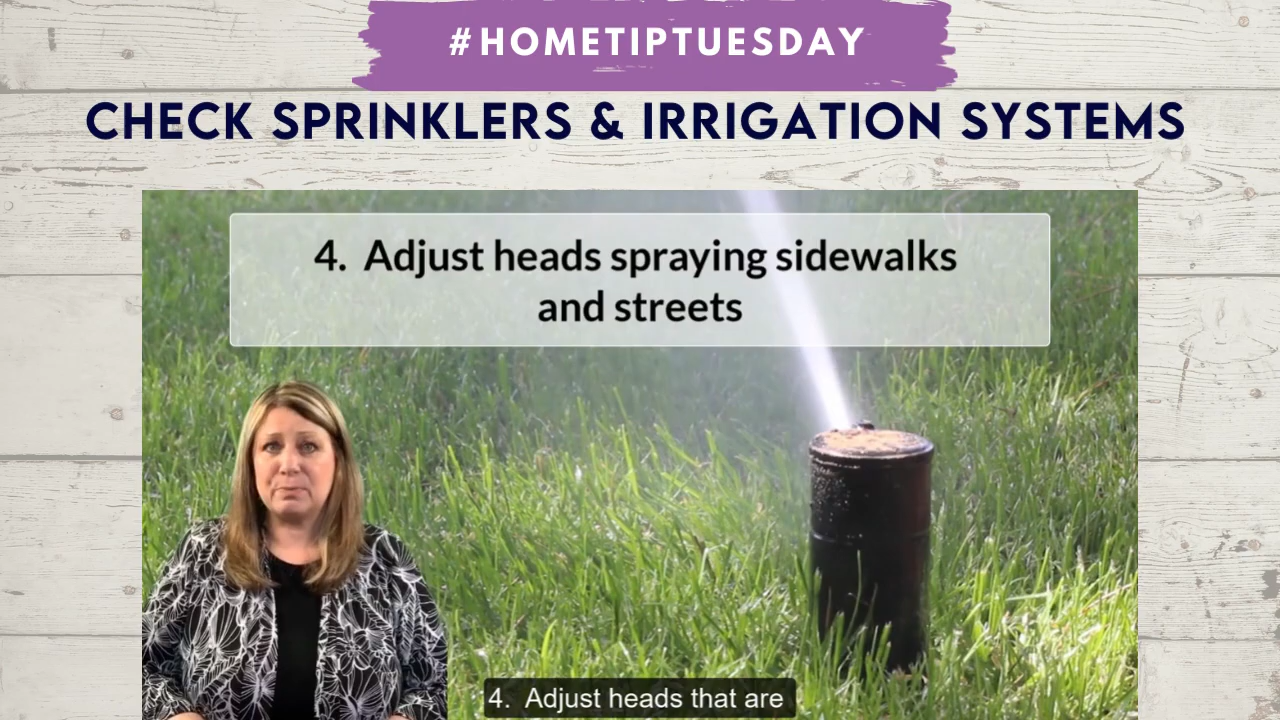 #HOMETIPTUESDAY
CHECK SPRINKLERS & IRRIGATION SYSTEMS
4. Adjust heads spraying sidewalks
and streets
4. Adjust heads that are